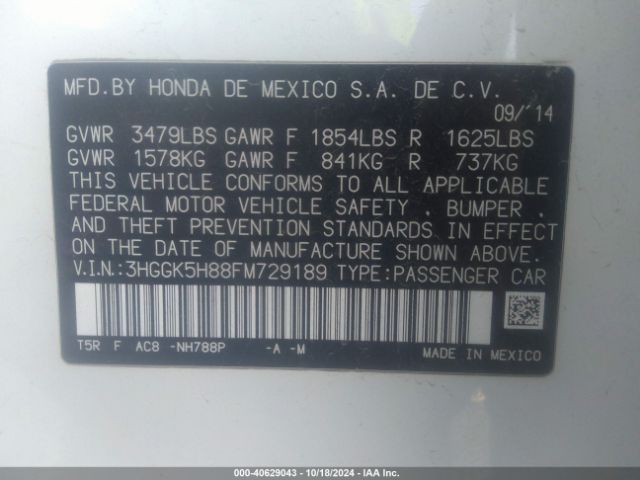 MFD.BY HONDA DE MEXICO S.A. DE C.V.
09/'14
GVWR 3479LBS GAWR F 1854LBS R 1625LBS
GVWR 1578KG GAWR F 841KG R 737KG
THIS VEHICLE CONFORMS TO ALL APPLICABLE
FEDERAL MOTOR VEHICLE SAFETY , BUMPER ,
AND THEFT PREVENTION STANDARDS IN EFFECT
ON THE DATE OF MANUFACTURE SHOWN ABOVE.
V.I.N.:3HGGK5H88FM729189 TYPE:PASSENGER CAR
T5R F AC8 -NH788P -A -M
MADE IN MEXICO
000-40629043 - 10/18/2024 - IAA Inc.